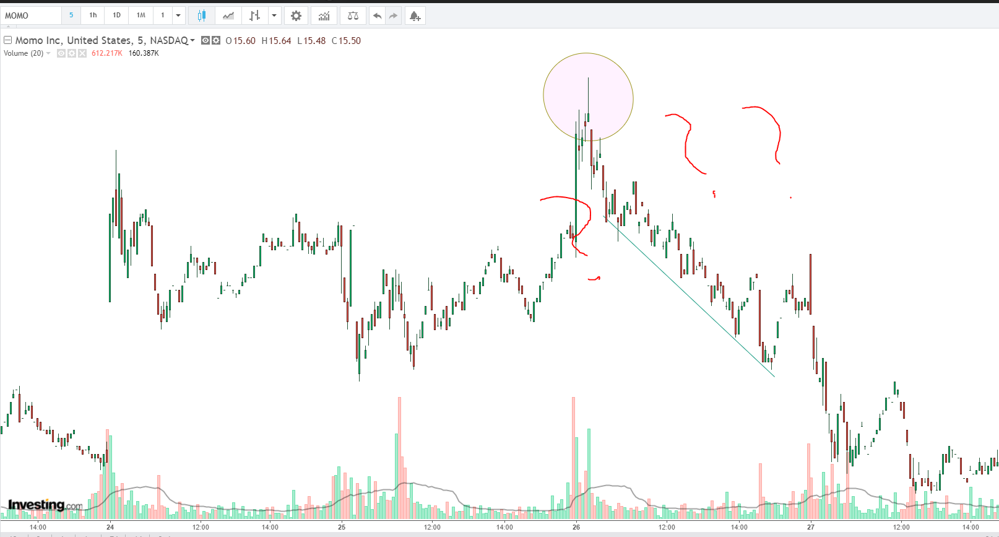 MOMO 5 1h 1D 1M 1
Momo Inc, United States, 5, NASDAQ O15.60 H15.64 L15.48 C15.50
Volume (20) 612.217K 160.387K
? ?
?
Investing.com
14:00 24 12:00 14:00 25 12:00 14:00 26 12:00 14:00 27 12:00 14:00